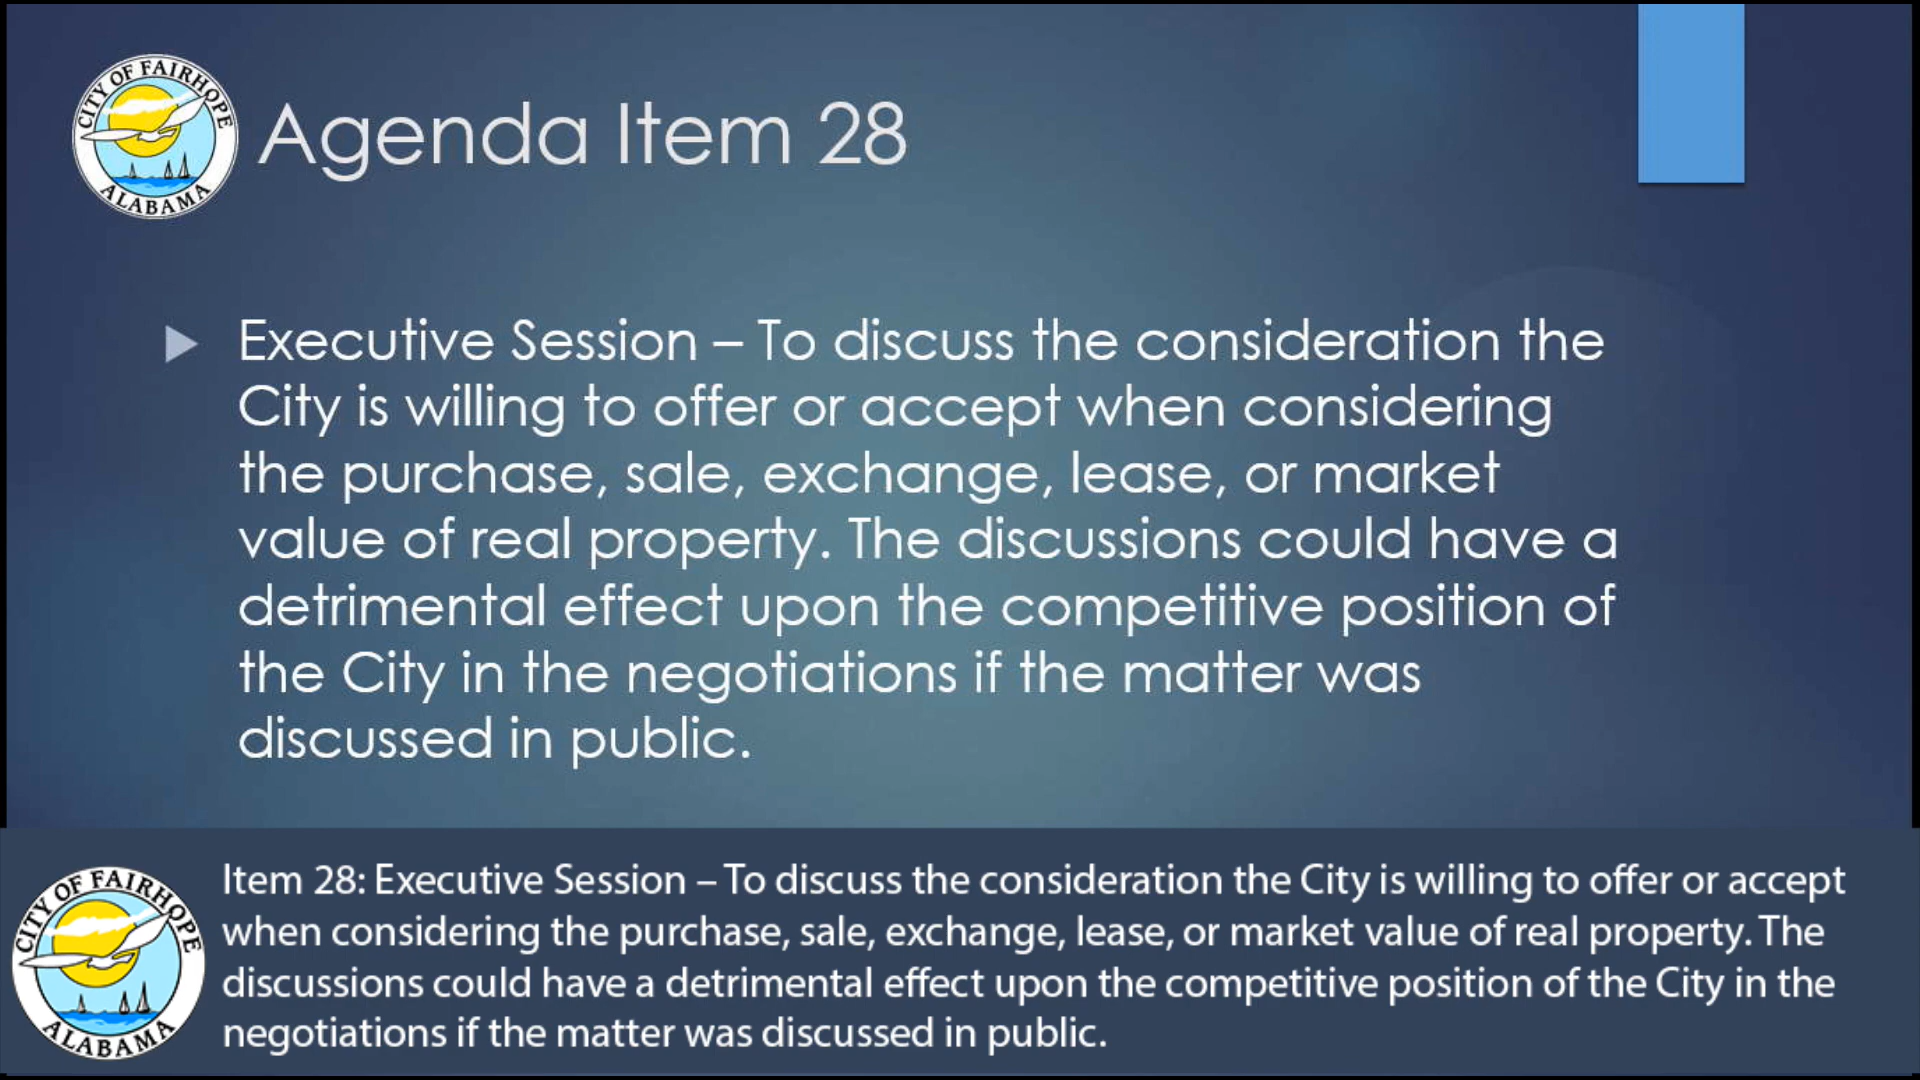 CITY OF FAIRHOPE
ALABAMA
Agenda Item 28
Executive Session – To discuss the consideration the
City is willing to offer or accept when considering
the purchase, sale, exchange, lease, or market
value of real property. The discussions could have a
detrimental effect upon the competitive position of
the City in the negotiations if the matter was
discussed in public.
CITY OF FAIRHOPE
ALABAMA
Item 28: Executive Session – To discuss the consideration the City is willing to offer or accept
when considering the purchase, sale, exchange, lease, or market value of real property. The
discussions could have a detrimental effect upon the competitive position of the City in the
negotiations if the matter was discussed in public.